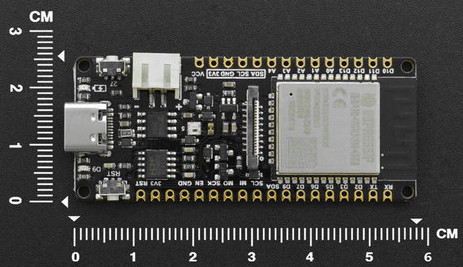 CM
3
2
1
0
VCC
3V3
GND
SCL
SDA
A4
A3
A2
A1
A0
D13
D12
D11
D10
D9
RST
RST
3V3
GND
EN
SCK
MO
MI
SCL
SDA
D9
D7
D6
D5
D3
D2
TX
RX
0
1
2
3
4
5
6
CM